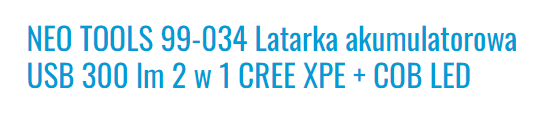 NEO TOOLS 99-034 Latarka akumulatorowa
USB 300 lm 2 w 1 CREE XPE + COB LED